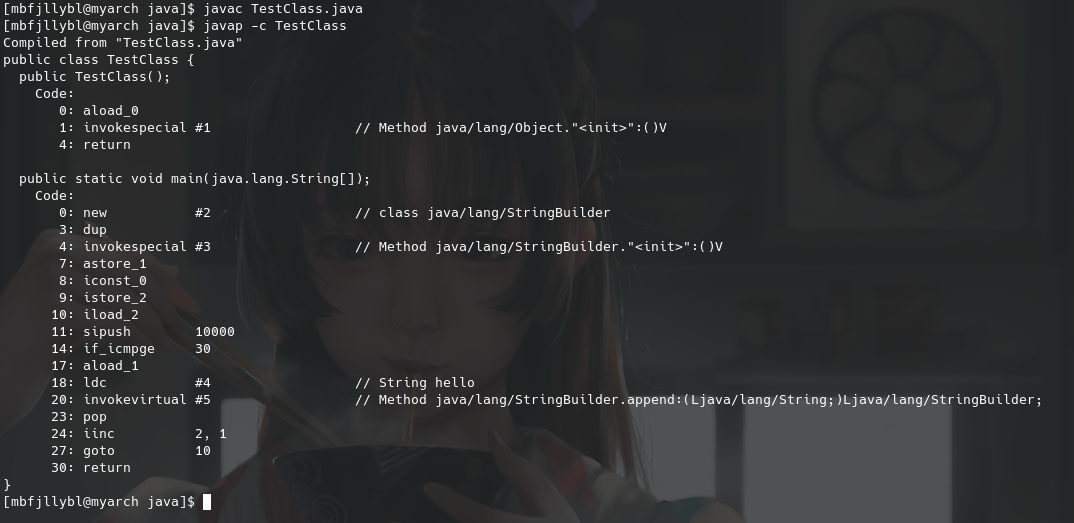 [mbfjllybl@myarch java]$ javac TestClass.java
[mbfjllybl@myarch java]$ javap -c TestClass
Compiled from "TestClass.java"
public class TestClass {
  public TestClass();
    Code:
       0: aload_0
       1: invokespecial #1                  // Method java/lang/Object."<init>":()V
       4: return

  public static void main(java.lang.String[]);
    Code:
       0: new           #2                  // class java/lang/StringBuilder
       3: dup
       4: invokespecial #3                  // Method java/lang/StringBuilder."<init>":()V
       7: astore_1
       8: iconst_0
       9: istore_2
      10: iload_2
      11: sipush        10000
      14: if_icmpge     30
      17: aload_1
      18: ldc           #4                  // String hello
      20: invokevirtual #5                  // Method java/lang/StringBuilder.append:(Ljava/lang/String;)Ljava/lang/StringBuilder;
      23: pop
      24: iinc          2, 1
      27: goto          10
      30: return
}
[mbfjllybl@myarch java]$